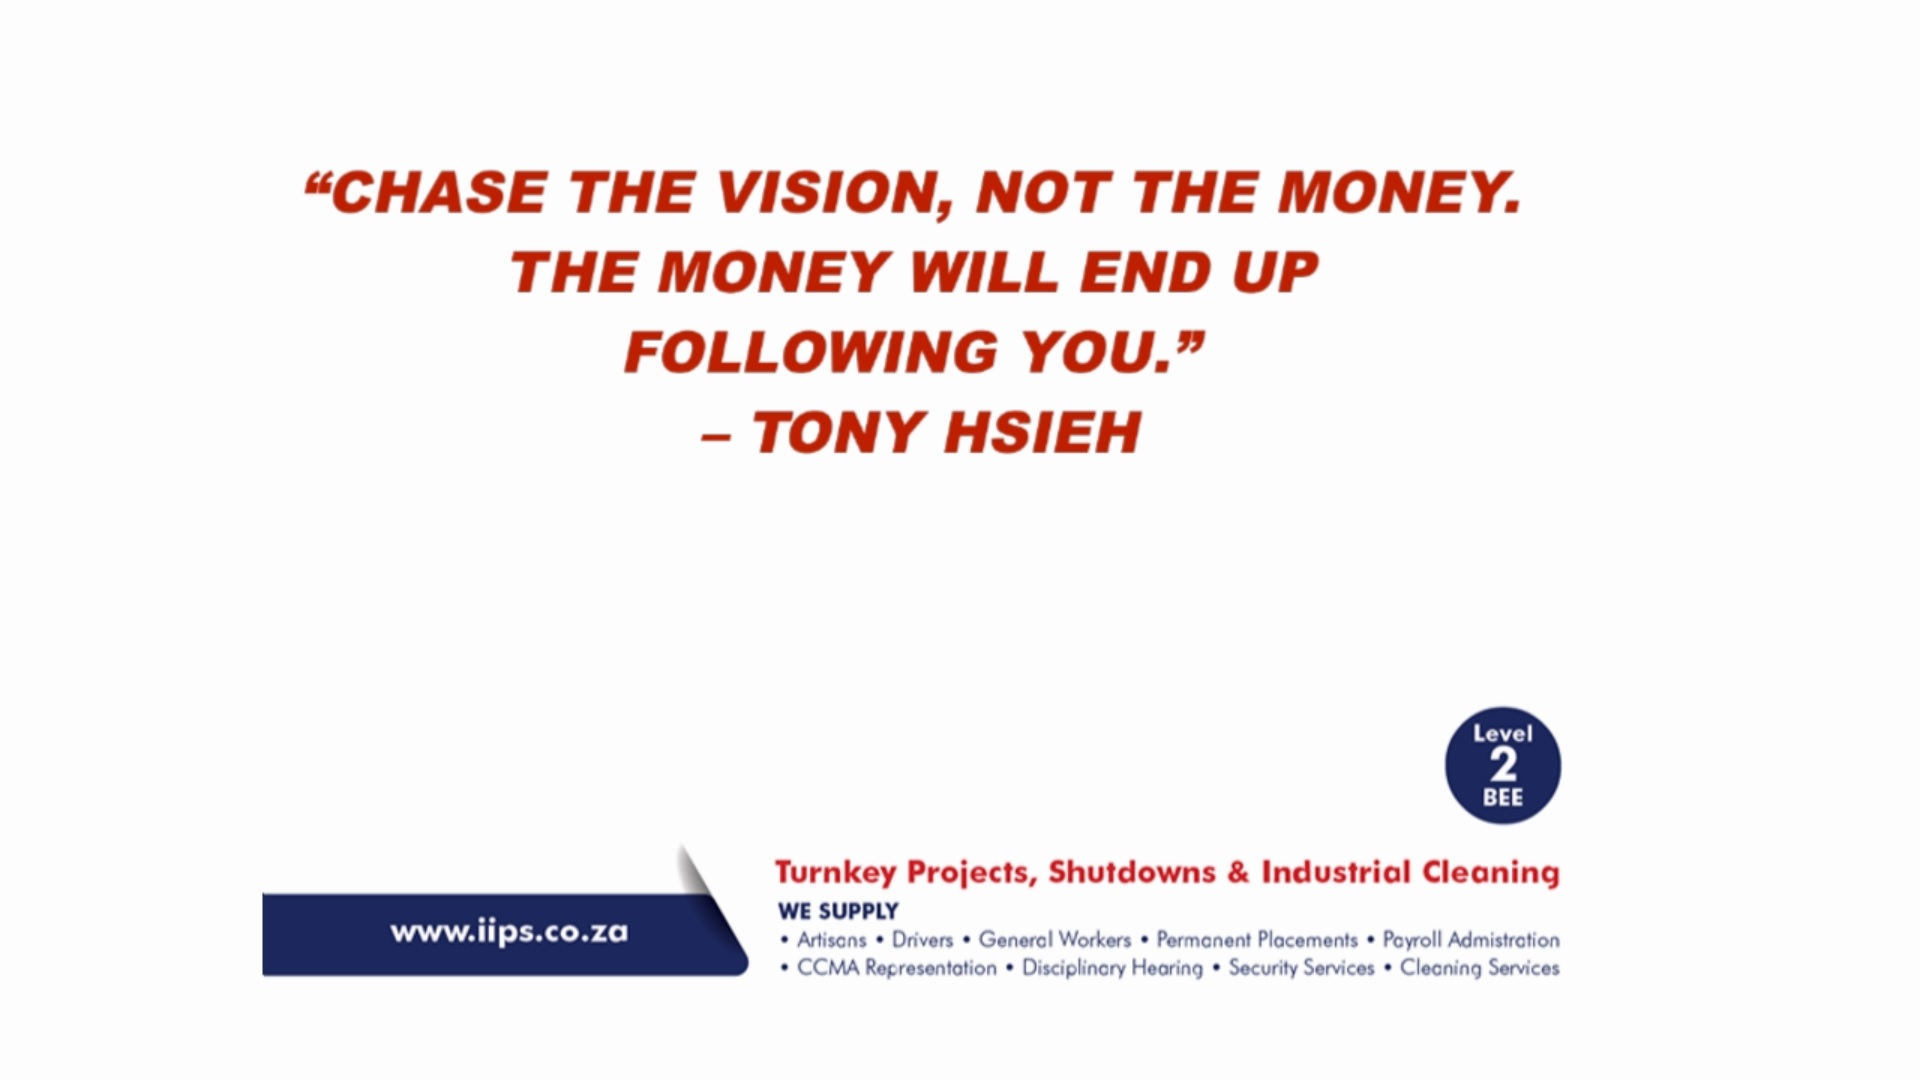 “CHASE THE VISION, NOT THE MONEY.
THE MONEY WILL END UP
FOLLOWING YOU.”
– TONY HSIEH
Level
2
BEE
Turnkey Projects, Shutdowns & Industrial Cleaning
www.iips.co.za
WE SUPPLY
• Artisans • Drivers • General Workers • Permanent Placements • Payroll Admistration
• CCMA Representation • Disciplinary Hearing • Security Services • Cleaning Services